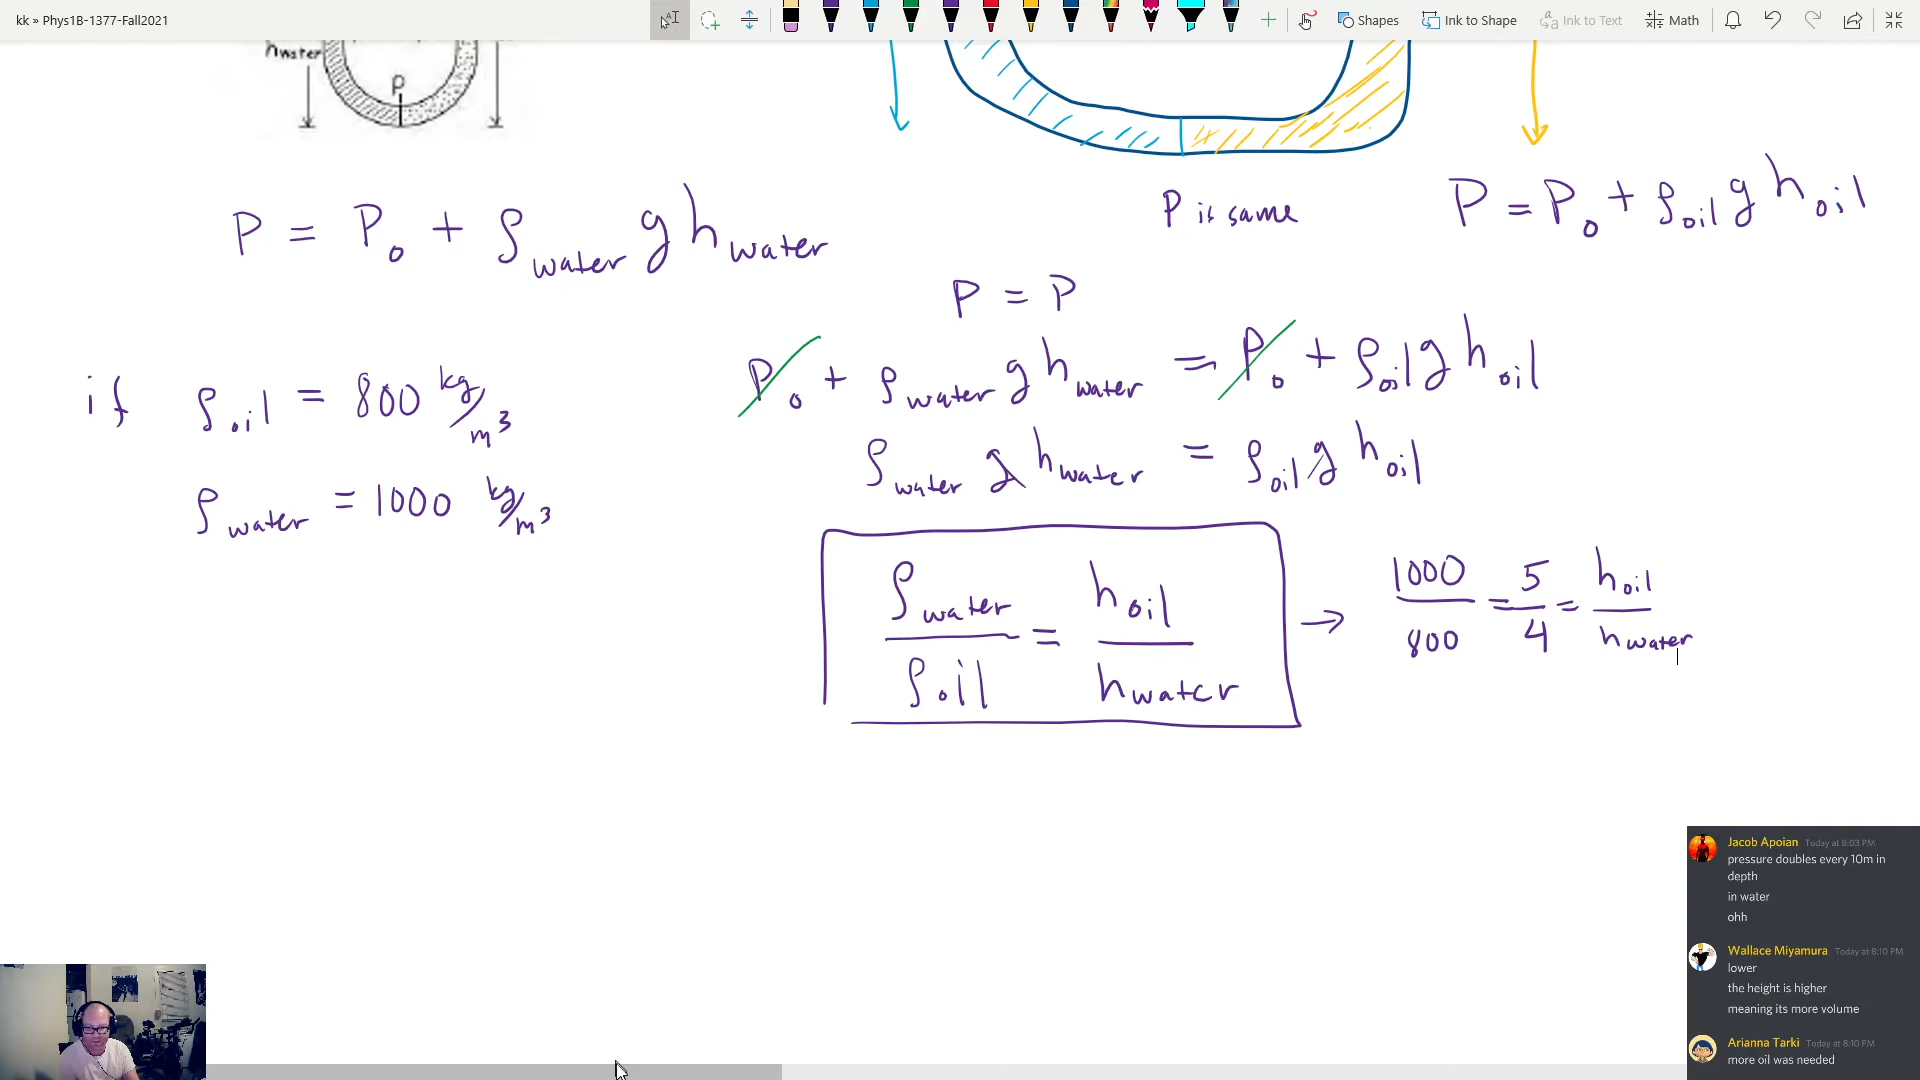 kk » Phys1B-1377-Fall2021
Shapes
Ink to Shape
Ink to Text
Math
hwater
P
P is same
P = P₀ + ρ water g h water
P = P₀ + ρ oil g h oil
P = P
P₀ + ρ water g h water = P₀ + ρ oil g h oil
if ρ oil = 800 kg/m³
ρ water g h water = ρ oil g h oil
ρ water = 1000 kg/m³
ρ water / ρ oil = h oil / h water → 1000 / 800 = 5 / 4 = h oil / h water
Jacob Apoian Today at 8:03 PM
pressure doubles every 10m in
depth
in water
ohh
Wallace Miyamura Today at 8:10 PM
lower
the height is higher
meaning its more volume
Arianna Tarki Today at 8:10 PM
more oil was needed